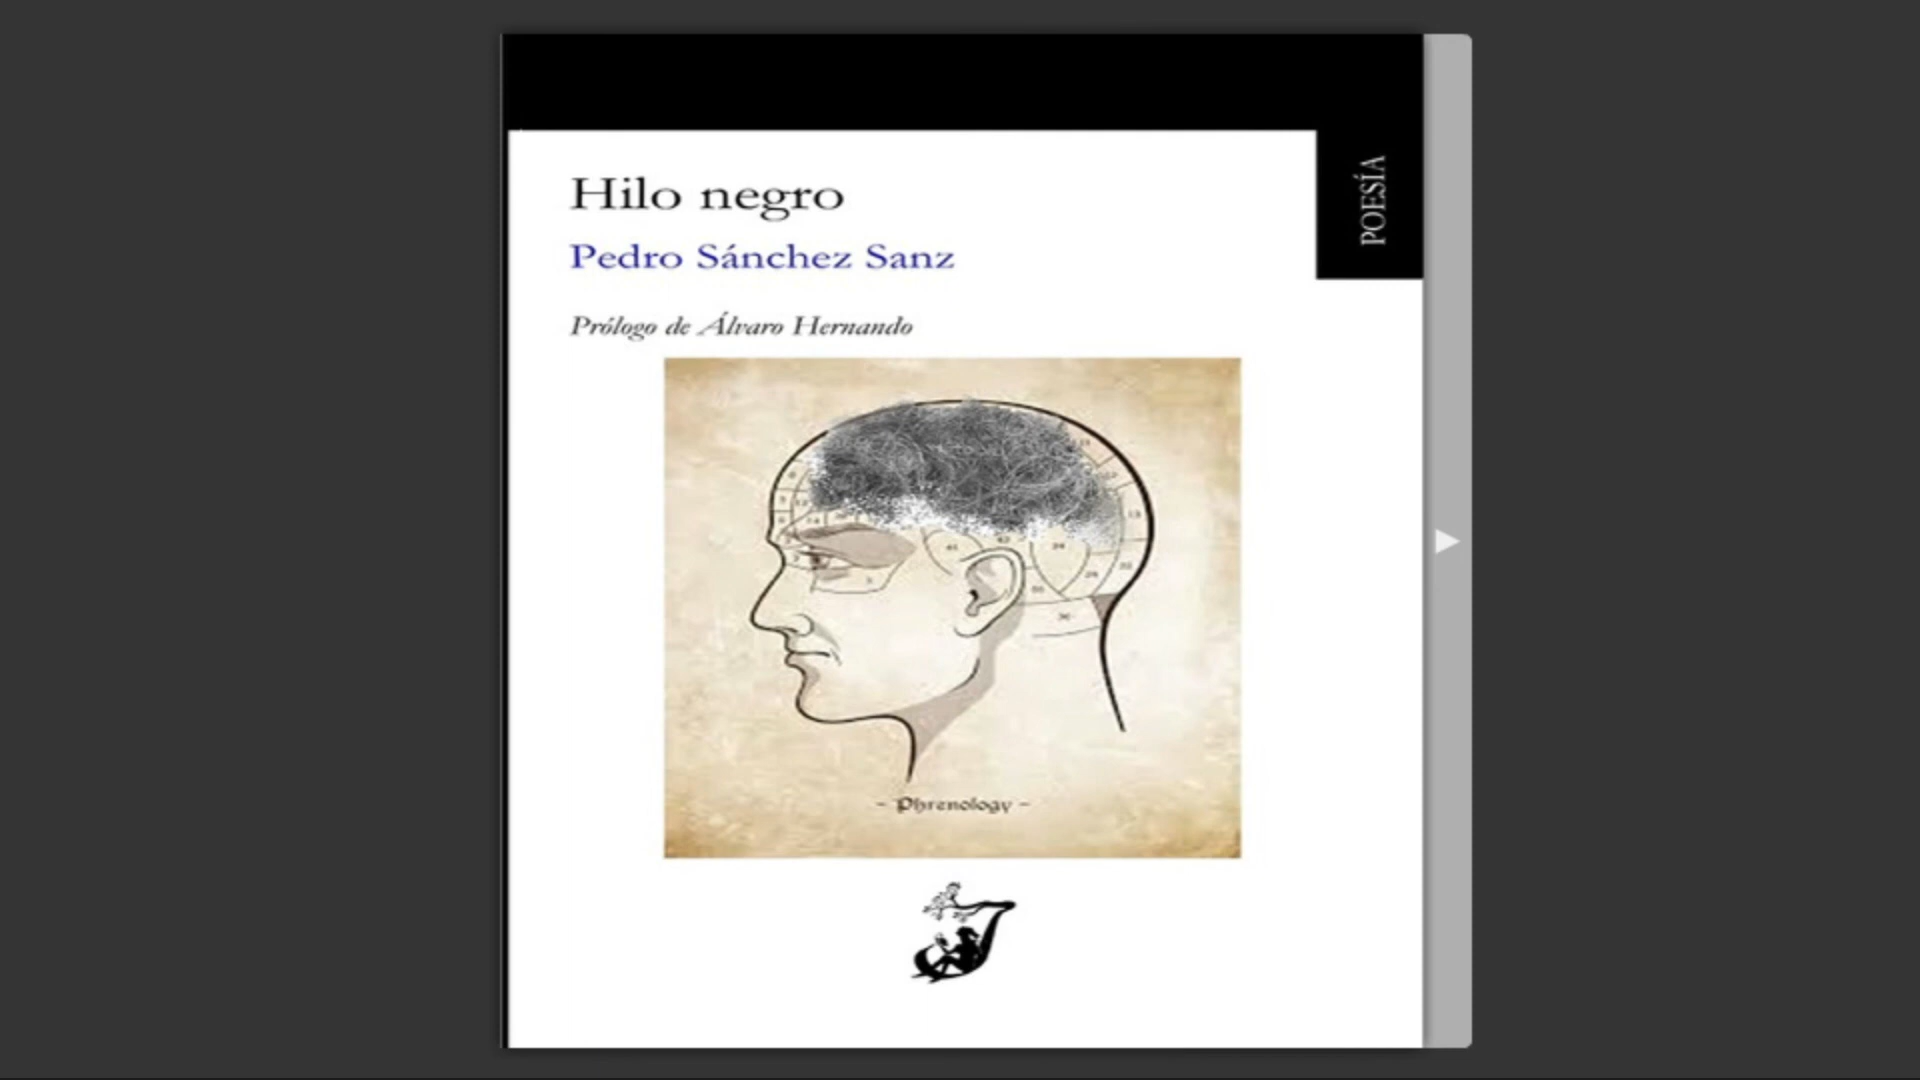 Hilo negro
Pedro Sánchez Sanz
POESÍA
Prólogo de Álvaro Hernando
- Phrenology -